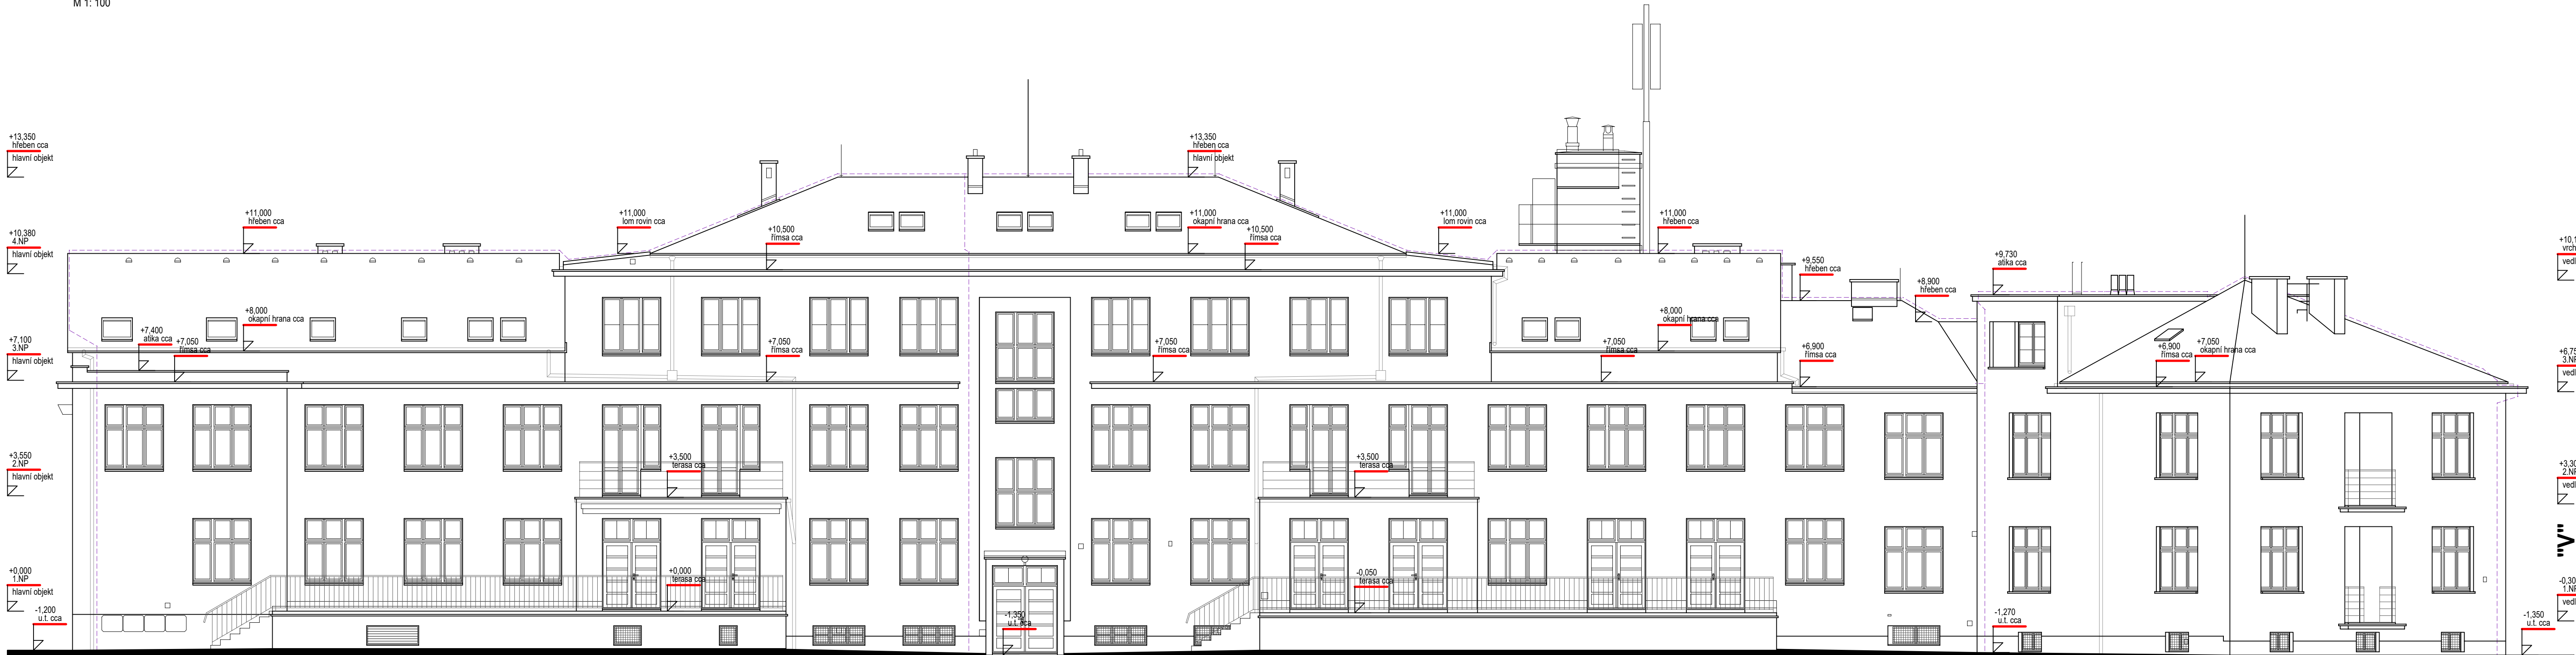 M 1: 100
+13,350
hřeben cca
hlavní objekt
+13,350
hřeben cca
hlavní objekt
+11,000
hřeben cca
+11,000
lom rovin cca
+11,000
okapní hrana cca
+11,000
lom rovin cca
+11,000
hřeben cca
+10,380
4.NP
hlavní objekt
+10,500
římsa cca
+10,500
římsa cca
+9,730
atika cca
+9,550
hřeben cca
+8,900
hřeben cca
+8,000
okapní hrana cca
+8,000
okapní hrana cca
+7,400
atika cca
+7,100
3.NP
hlavní objekt
+7,050
římsa cca
+7,050
římsa cca
+7,050
římsa cca
+7,050
římsa cca
+6,900
římsa cca
+6,900
římsa cca
+7,050
okapní hrana cca
+3,550
2.NP
hlavní objekt
+3,500
terasa cca
+3,500
terasa cca
"A"
+0,000
1.NP
hlavní objekt
+0,000
terasa cca
-0,050
terasa cca
-1,200
u.t. cca
-1,350
u.t. cca
-1,270
u.t. cca
-1,350
u.t. cca